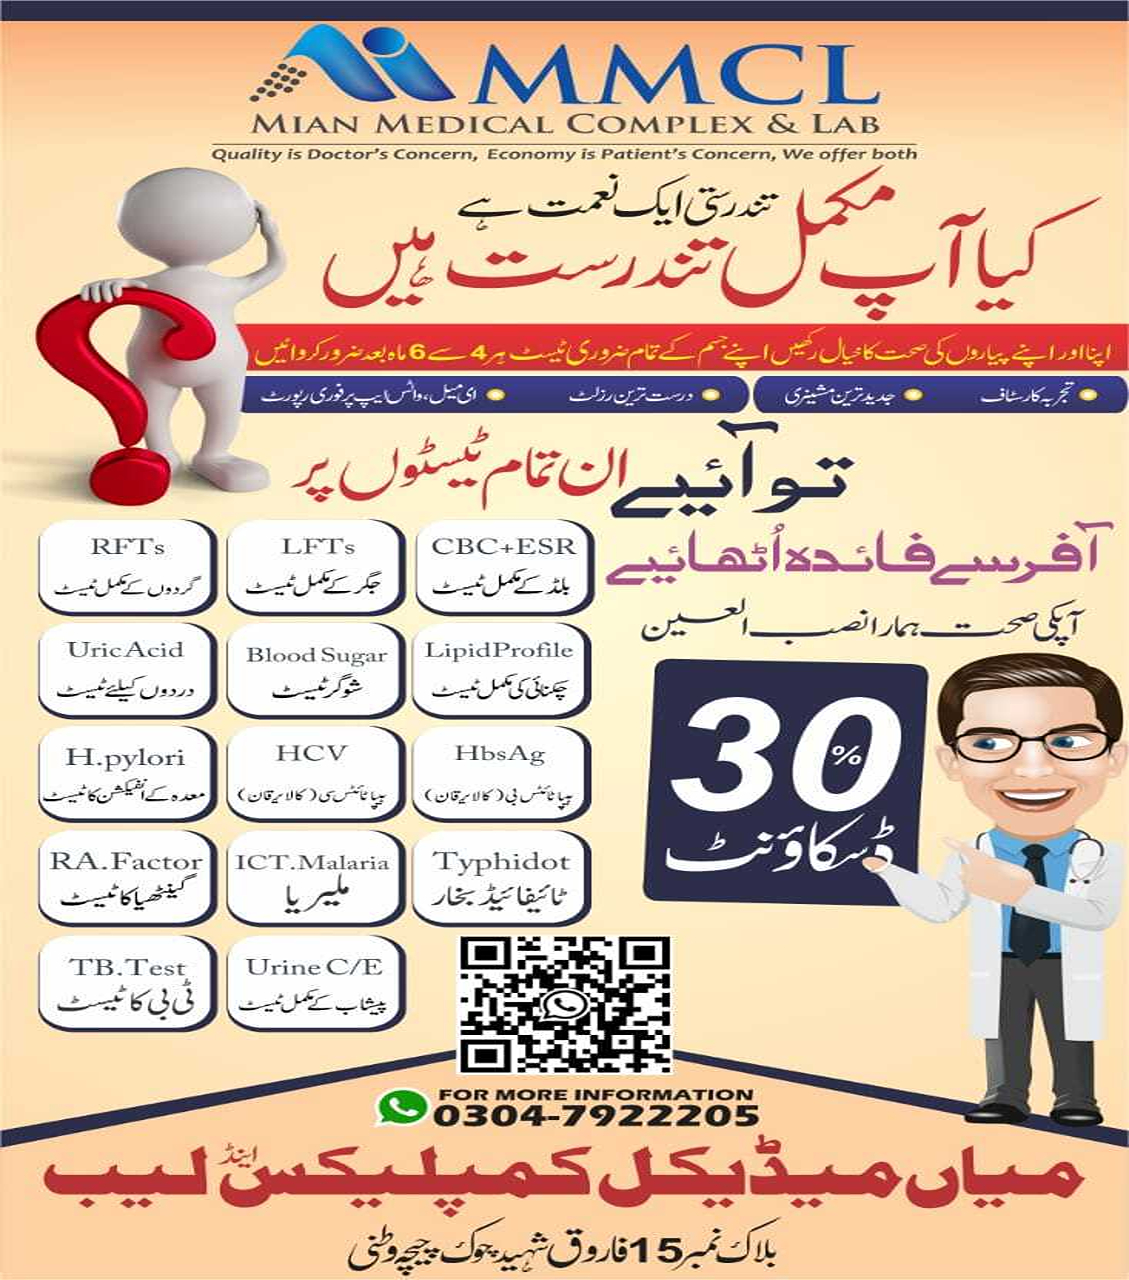 MMCL
MIAN MEDICAL COMPLEX & LAB
Quality is Doctor's Concern, Economy is Patient's Concern, We offer both
تندرستی ایک نعمت ہے
کیا آپ مکمل تندرست ہیں
اپنا اور اپنے پیاروں کی صحت کا خیال رکھیں اپنے جسم کے تمام ضروری ٹیسٹ ہر 4 سے 6 ماہ بعد ضرور کروائیں
تجربہ کار سٹاف
جدید ترین مشینری
درست ترین رزلٹ
ای میل، واٹس ایپ پر فوری رپورٹ
تو آئیے ان تمام ٹیسٹوں پر
آفر سے فائدہ اُٹھائیے
آپکی صحت ہمارا نصب العین
30%
ڈسکاؤنٹ
CBC+ESR
بلڈ کے مکمل ٹیسٹ
LFTs
جگر کے مکمل ٹیسٹ
RFTs
گردوں کے مکمل ٹیسٹ
LipidProfile
چکنائی کی مکمل ٹیسٹ
Blood Sugar
شوگر ٹیسٹ
Uric Acid
دردوں کیلئے ٹیسٹ
HbsAg
ہیپاٹائٹس بی (کالا یرقان)
HCV
ہیپاٹائٹس سی (کالا یرقان)
H.pylori
معدہ کے انفیکشن کا ٹیسٹ
Typhidot
ٹائیفائیڈ بخار
ICT.Malaria
ملیریا
RA.Factor
گینٹھیا کا ٹیسٹ
Urine C/E
پیشاب کے مکمل ٹیسٹ
TB.Test
ٹی بی کا ٹیسٹ
FOR MORE INFORMATION
0304-7922205
میاں میڈیکل کمپلیکس اینڈ لیب
بلاک نمبر 15 فاروق شہید چوک چیچہ وطنی